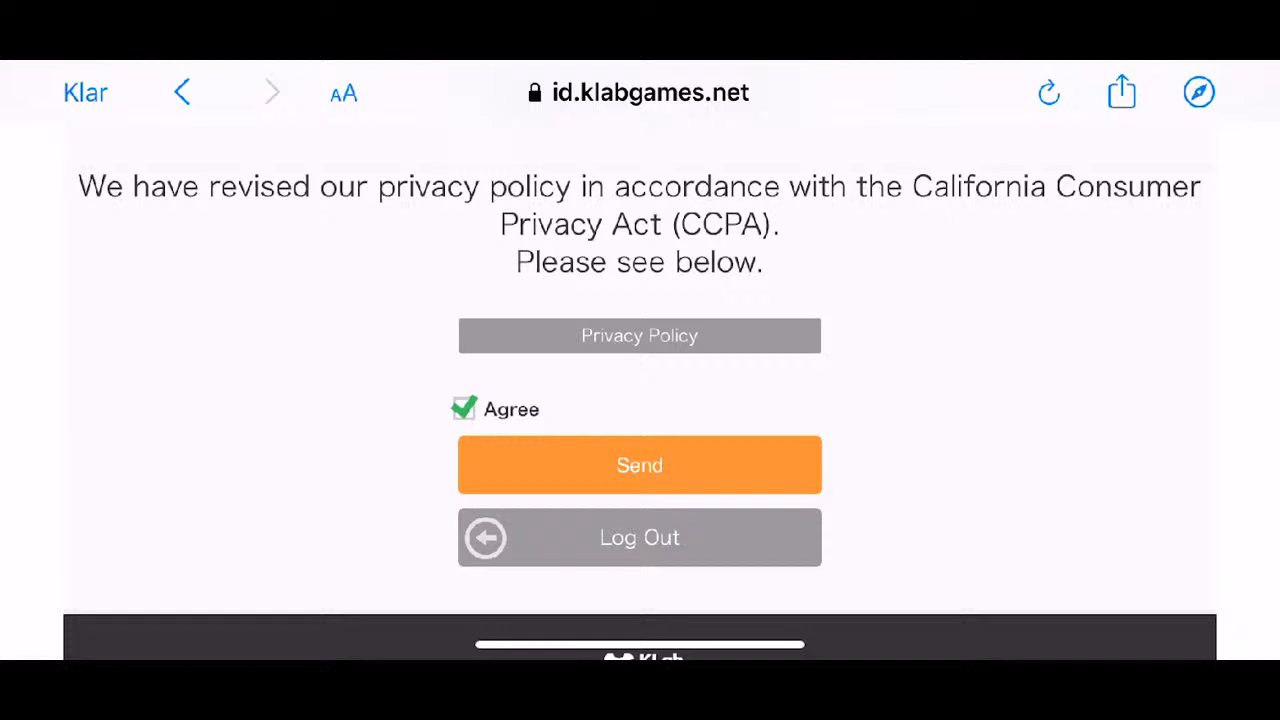 Klar
AA
id.klabgames.net
We have revised our privacy policy in accordance with the California Consumer
Privacy Act (CCPA).
Please see below.
Privacy Policy
Agree
Send
Log Out
KLab